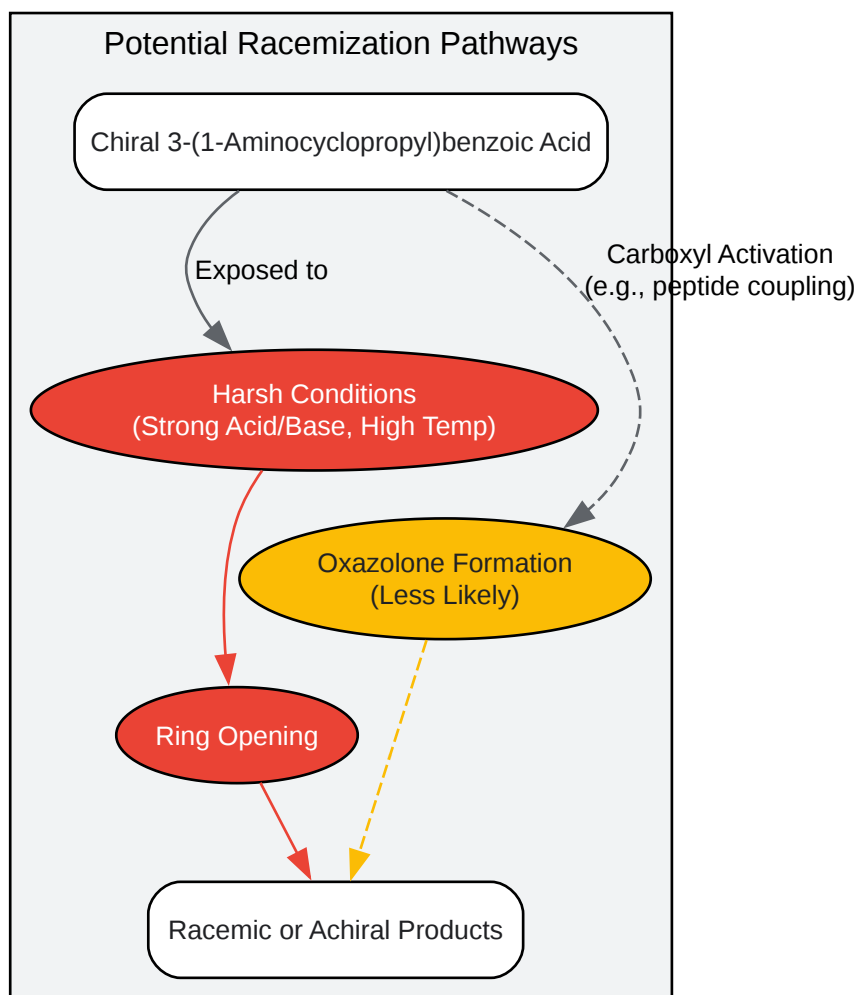 Potential Racemization Pathways
Chiral 3-(1-Aminocyclopropyl)benzoic Acid
Exposed to
Carboxyl Activation
(e.g., peptide coupling)
Harsh Conditions
(Strong Acid/Base, High Temp)
Oxazolone Formation
(Less Likely)
Ring Opening
Racemic or Achiral Products